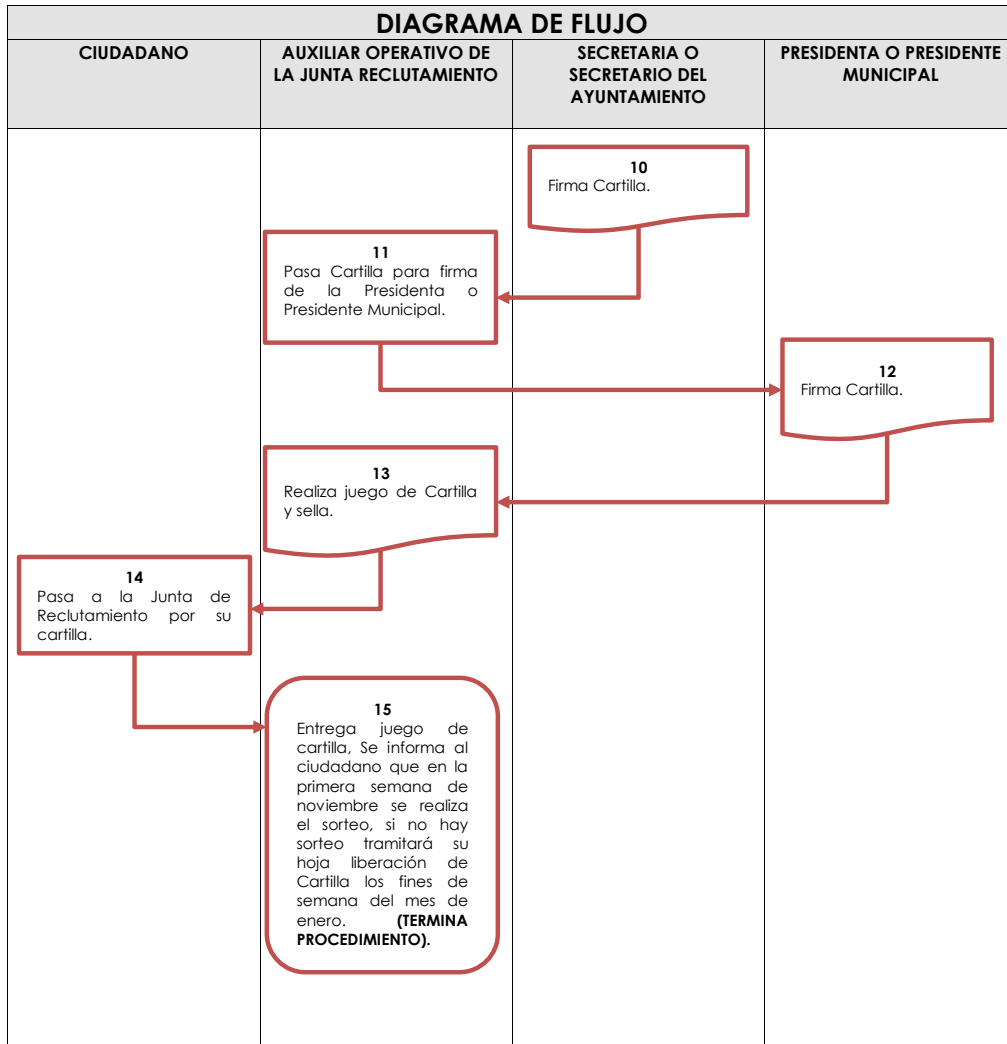 DIAGRAMA DE FLUJO
CIUDADANO
AUXILIAR OPERATIVO DE
LA JUNTA RECLUTAMIENTO
SECRETARIA O
SECRETARIO DEL
AYUNTAMIENTO
PRESIDENTA O PRESIDENTE
MUNICIPAL
10
Firma Cartilla.
11
Pasa Cartilla para firma
de la Presidenta o
Presidente Municipal.
12
Firma Cartilla.
13
Realiza juego de Cartilla
y sella.
14
Pasa a la Junta de
Reclutamiento por su
cartilla.
15
Entrega juego de
cartilla, Se informa al
ciudadano que en la
primera semana de
noviembre se realiza
el sorteo, si no hay
sorteo tramitará su
hoja liberación de
Cartilla los fines de
semana del mes de
enero. (TERMINA
PROCEDIMIENTO).